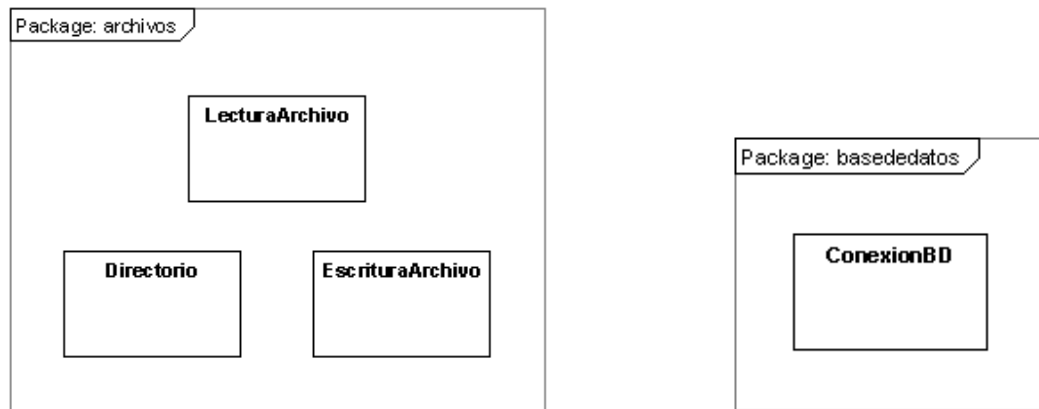 Package: archivos
LecturaArchivo
Directorio
EscrituraArchivo
Package: basededatos
ConexionBD